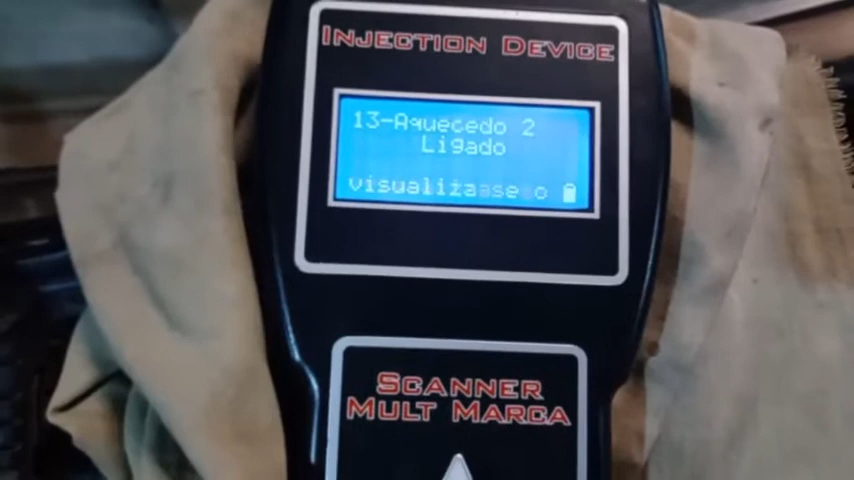 INJECTION DEVICE
13-Aquecedo 2
Ligado
SCANNER
MULT MARCA